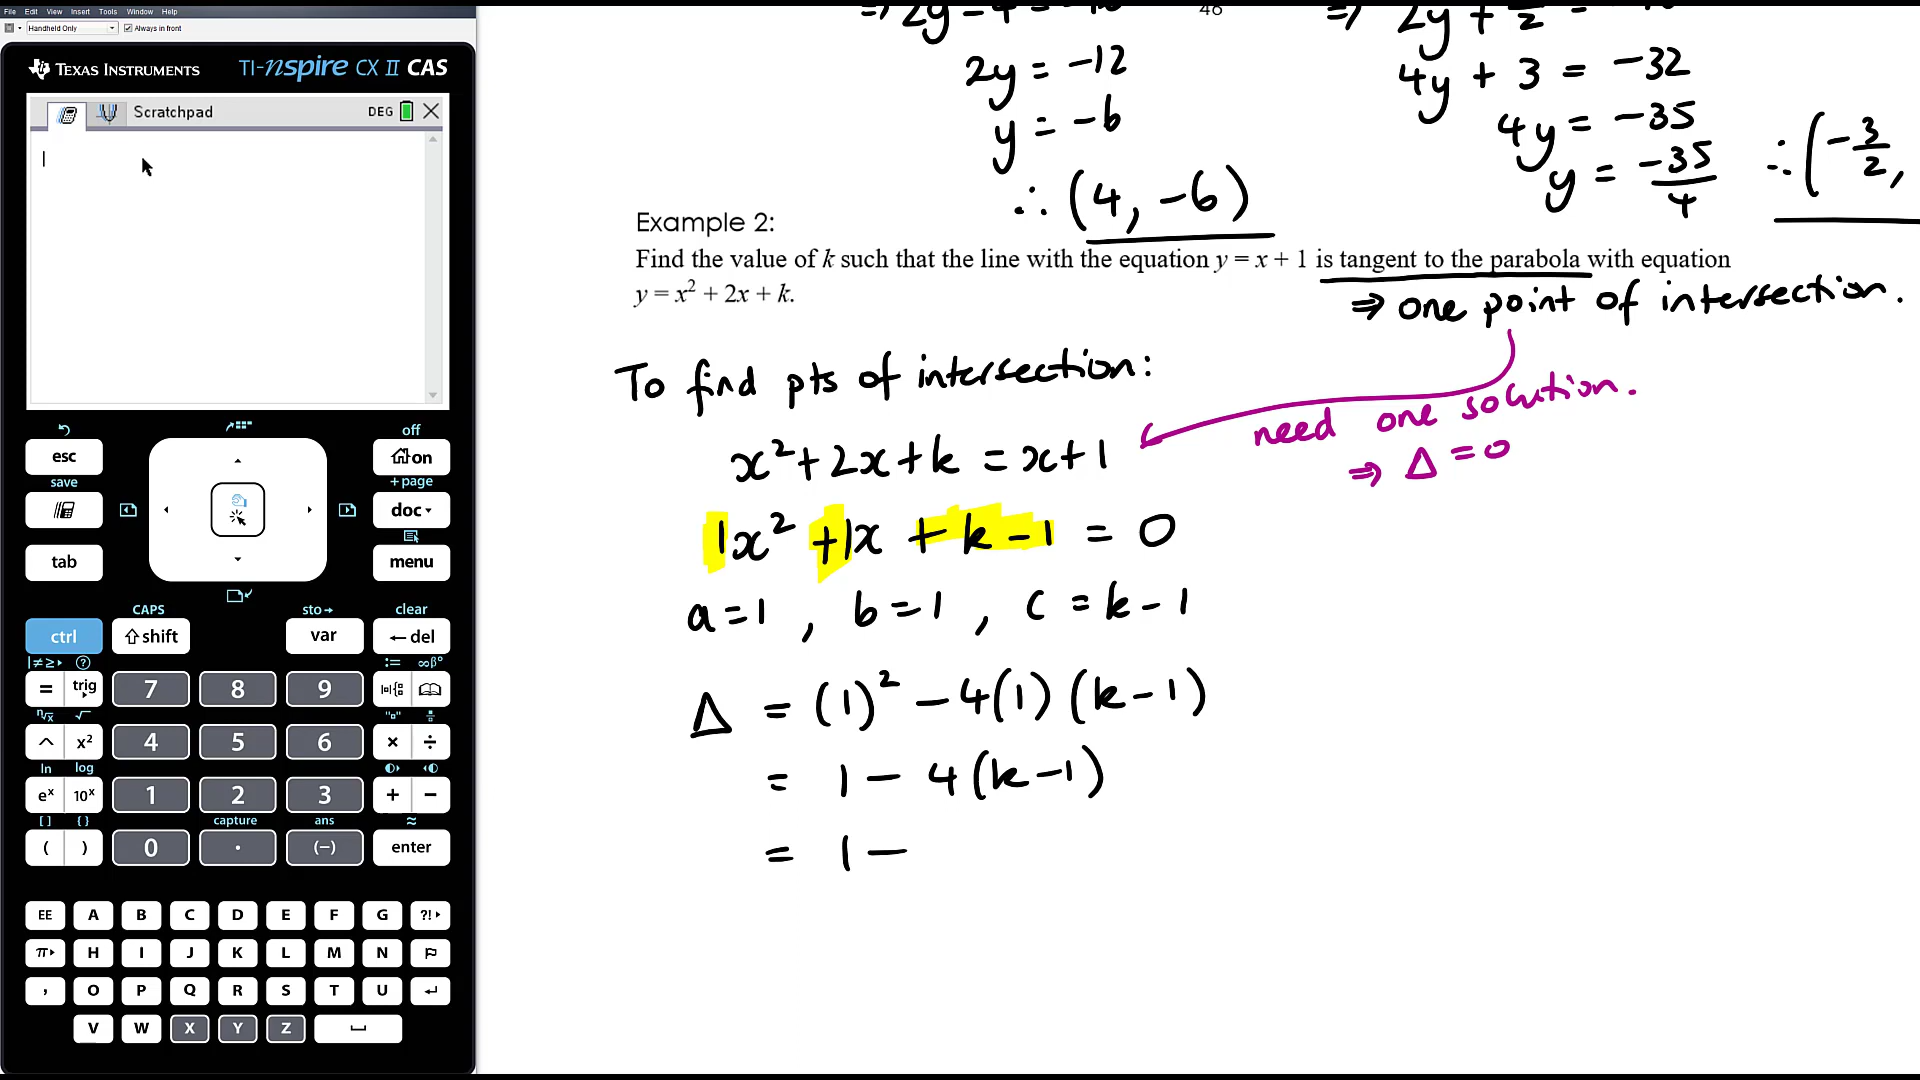 File Edit View Insert Tools Window Help
Handheld Only Always in front
TEXAS INSTRUMENTS TI-nspire CX II CAS
Scratchpad DEG
esc
save
off
on
+ page
doc
tab
menu
CAPS
sto→
clear
ctrl
shift
var
←del
|≠≥▸ ? := ∞β°
= trig 7 8 9
ⁿ√x √
^ x² 4 5 6 × ÷
ln log
eˣ 10ˣ 1 2 3 + −
[ ] { } capture ans ≈
( ) 0 . (−) enter
EE A B C D E F G ?!▸
π▸ H I J K L M N
, O P Q R S T U ↵
V W X Y Z
46
2y = -12
y = -6
∴ (4, -6)
4y + 3 = -32
4y = -35
y = -35/4 ∴ (-3/2,
Example 2:
Find the value of k such that the line with the equation y = x + 1 is tangent to the parabola with equation
y = x² + 2x + k.
⇒ one point of intersection.
To find pts of intersection:
need one solution.
⇒ Δ = 0
x² + 2x + k = x + 1
1x² + 1x + k - 1 = 0
a = 1 , b = 1 , c = k - 1
Δ = (1)² - 4(1)(k - 1)
= 1 - 4(k - 1)
= 1 -